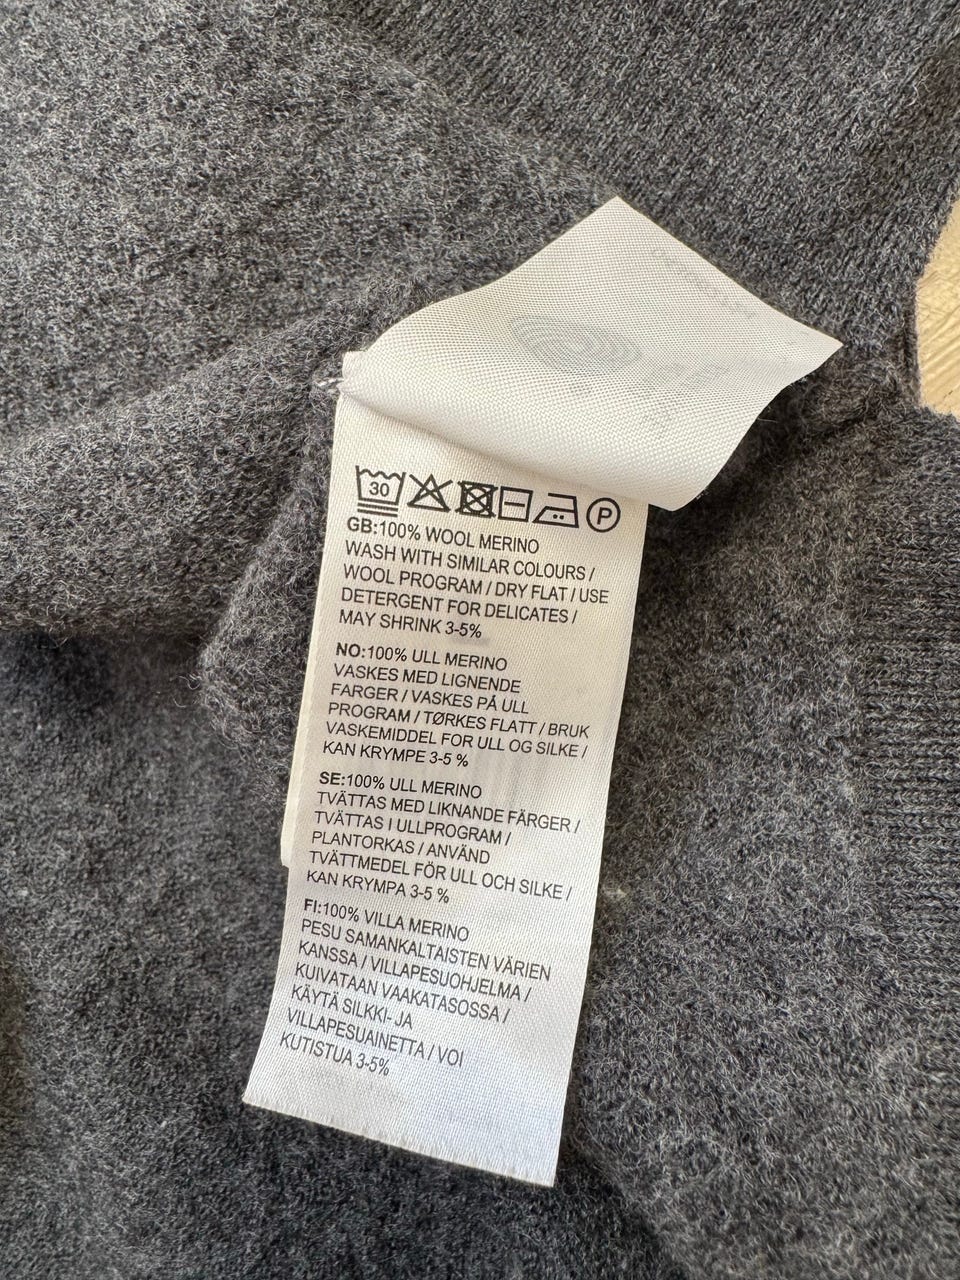 30
P
GB:100% WOOL MERINO
WASH WITH SIMILAR COLOURS /
WOOL PROGRAM / DRY FLAT / USE
DETERGENT FOR DELICATES /
MAY SHRINK 3-5%
NO:100% ULL MERINO
VASKES MED LIGNENDE
FARGER / VASKES PÅ ULL
PROGRAM / TØRKES FLATT / BRUK
VASKEMIDDEL FOR ULL OG SILKE /
KAN KRYMPE 3-5 %
SE:100% ULL MERINO
TVÄTTAS MED LIKNANDE FÄRGER /
TVÄTTAS I ULLPROGRAM /
PLANTORKAS / ANVÄND
TVÄTTMEDEL FÖR ULL OCH SILKE /
KAN KRYMPA 3-5 %
FI:100% VILLA MERINO
PESU SAMANKALTAISTEN VÄRIEN
KANSSA / VILLAPESUOHJELMA /
KUIVATAAN VAAKATASOSSA /
KÄYTÄ SILKKI- JA
VILLAPESUAINETTA / VOI
KUTISTUA 3-5%